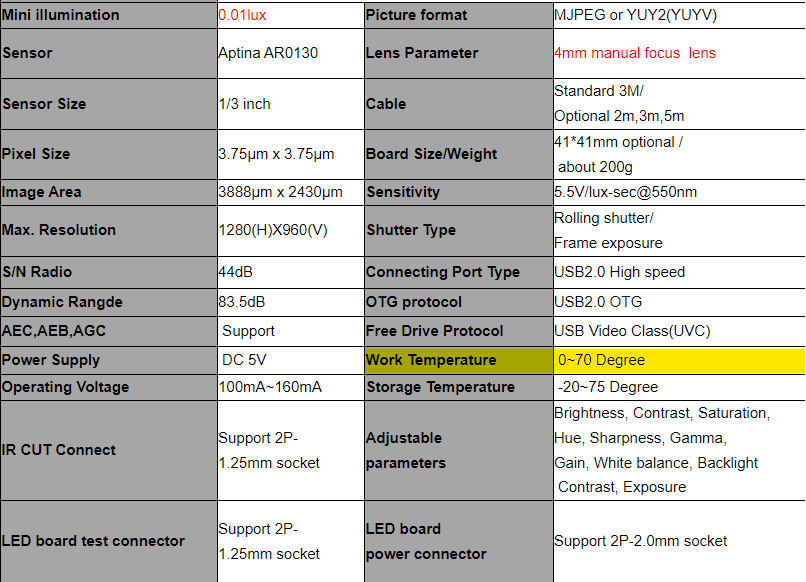 Mini illumination 0.01lux Picture format MJPEG or YUY2(YUYV)
Sensor Aptina AR0130 Lens Parameter 4mm manual focus lens
Sensor Size 1/3 inch Cable Standard 3M/
Optional 2m,3m,5m
Pixel Size 3.75μm x 3.75μm Board Size/Weight 41*41mm optional /
about 200g
Image Area 3888μm x 2430μm Sensitivity 5.5V/lux-sec@550nm
Max. Resolution 1280(H)X960(V) Shutter Type Rolling shutter/
Frame exposure
S/N Radio 44dB Connecting Port Type USB2.0 High speed
Dynamic Rangde 83.5dB OTG protocol USB2.0 OTG
AEC,AEB,AGC Support Free Drive Protocol USB Video Class(UVC)
Power Supply DC 5V Work Temperature 0~70 Degree
Operating Voltage 100mA~160mA Storage Temperature -20~75 Degree
IR CUT Connect Support 2P-
1.25mm socket Adjustable
parameters Brightness, Contrast, Saturation,
Hue, Sharpness, Gamma,
Gain, White balance, Backlight
Contrast, Exposure
LED board test connector Support 2P-
1.25mm socket LED board
power connector Support 2P-2.0mm socket